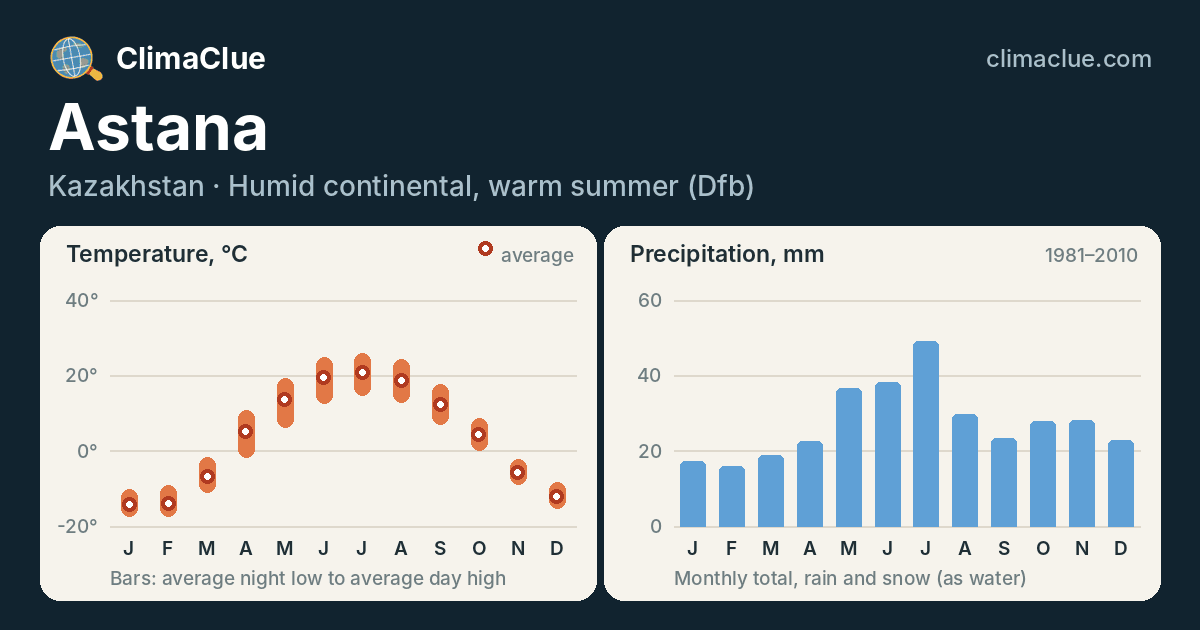 ClimaClue
climaclue.com
Astana
Kazakhstan · Humid continental, warm summer (Dfb)
Temperature, °C
average
40°
20°
0°
-20°
J F M A M J J A S O N D
Bars: average night low to average day high
Precipitation, mm
1981–2010
60
40
20
0
J F M A M J J A S O N D
Monthly total, rain and snow (as water)